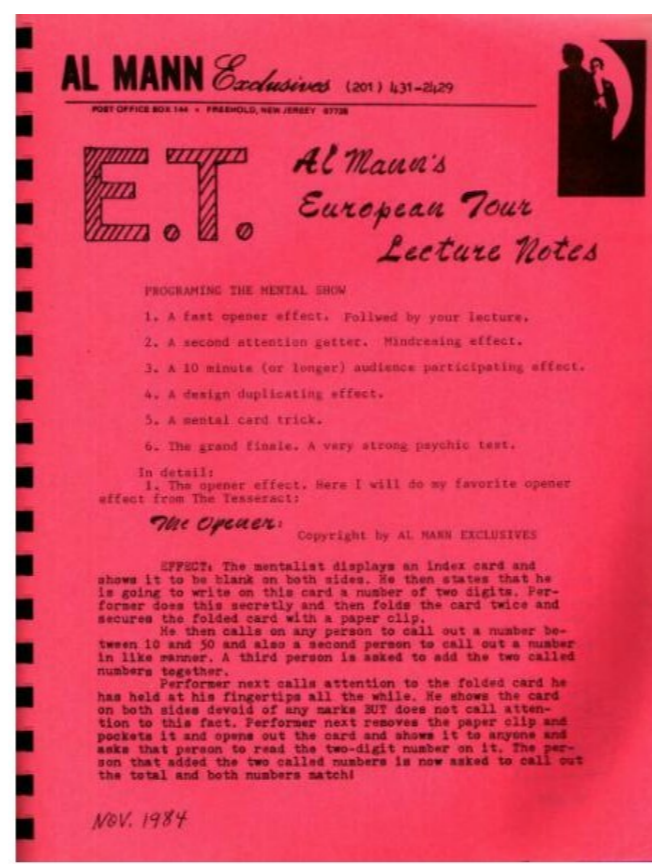 AL MANN Exclusives (201) 431-2429
POST OFFICE BOX 144 • FREEHOLD, NEW JERSEY 07728
E.T. Al Mann's
European Tour
Lecture Notes
PROGRAMING THE MENTAL SHOW
1. A fast opener effect. Follwed by your lecture.
2. A second attention getter. Mindreaing effect.
3. A 10 minute (or longer) audience participating effect.
4. A design duplicating effect.
5. A mental card trick.
6. The grand finale. A very strong psychic test.
In detail:
1. The opener effect. Here I will do my favorite opener
effect from The Tesseract:
The Opener:
Copyright by AL MANN EXCLUSIVES
EFFECT: The mentalist displays an index card and
shows it to be blank on both sides. He then states that he
is going to write on this card a number of two digits. Per-
former does this secretly and then folds the card twice and
secures the folded card with a paper clip.
He then calls on any person to call out a number be-
tween 10 and 50 and also a second person to call out a number
in like manner. A third person is asked to add the two called
numbers together.
Performer next calls attention to the folded card he
has held at his fingertips all the while. He shows the card
on both sides devoid of any marks BUT does not call atten-
tion to this fact. Performer next removes the paper clip and
pockets it and opens out the card and shows it to anyone and
asks that person to read the two-digit number on it. The per-
son that added the two called numbers is now asked to call out
the total and both numbers match!
NOV. 1984